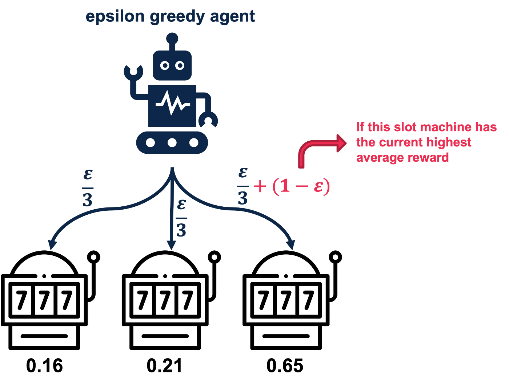 epsilon greedy agent
If this slot machine has
the current highest
average reward
ε/3
ε/3
ε/3 + (1 − ε)
777
777
777
0.16
0.21
0.65